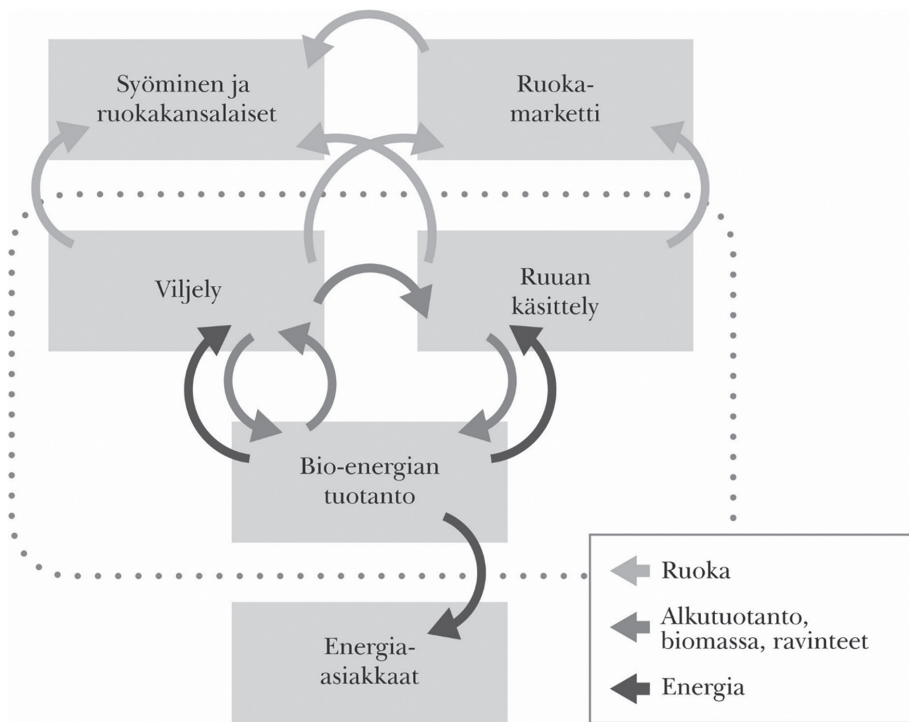 Syöminen ja
ruokakansalaiset
Ruoka-
marketti
Viljely
Ruuan
käsittely
Bio-energian
tuotanto
Energia-
asiakkaat
Ruoka
Alkutuotanto,
biomassa, ravinteet
Energia